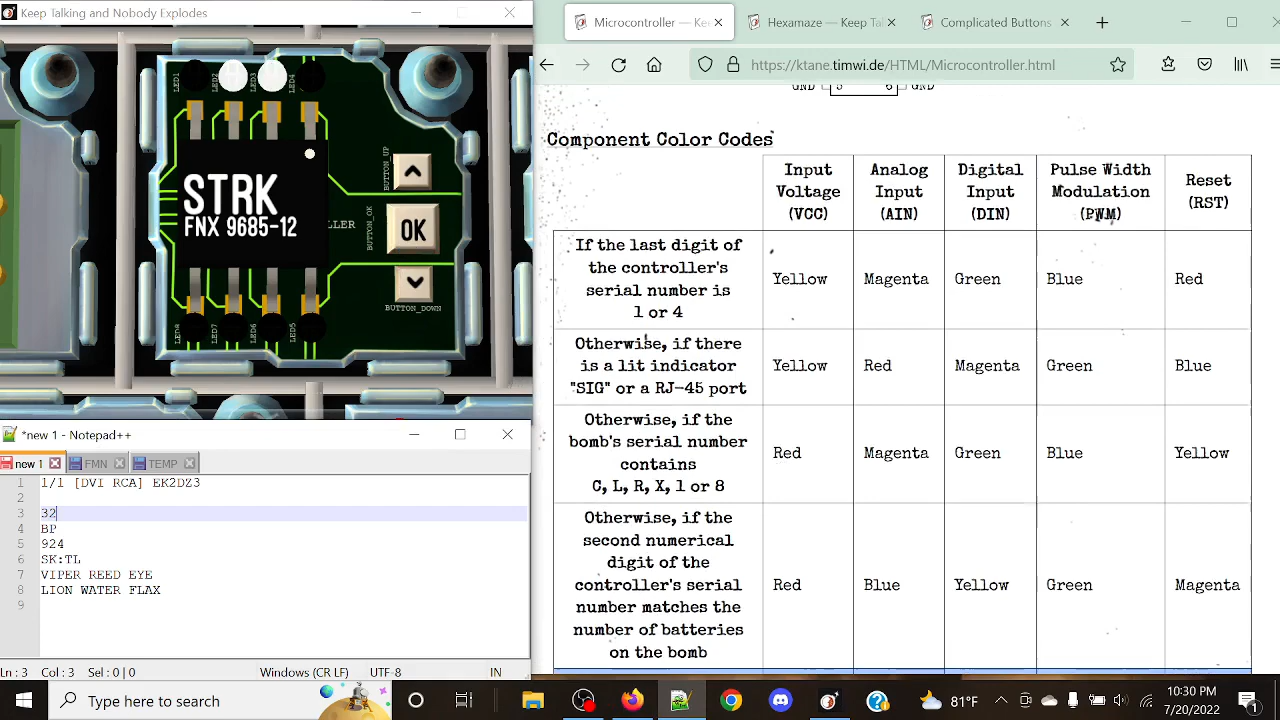 Keep Talking and Nobody Explodes
LED1
LED2
LED3
LED4
STRK
FNX 9685-12
LLER
BUTTON_UP
BUTTON_OK
OK
BUTTON_DOWN
LED8
LED7
LED6
LED5
*new 1 - Notepad++
new 1
FMN
TEMP
1 1/1 [DVI RCA] EK2DZ3
2
3 32
4 BP
5 924
6 SK:TL
7 VIPER REED EYE
8 LION WATER FLAX
9
Ln : 3 Col : 3 Sel : 0 | 0
Windows (CR LF)
UTF-8
IN
Microcontroller — Ke
Hexamaze — Keep Ta
Complicated Buttons
https://ktane.timwi.de/HTML/Microcontroller.html
GND 5 6 GND
Component Color Codes
Input Voltage (VCC)
Analog Input (AIN)
Digital Input (DIN)
Pulse Width Modulation (PWM)
Reset (RST)
If the last digit of
the controller's
serial number is
1 or 4
Yellow Magenta Green Blue Red
Otherwise, if there
is a lit indicator
"SIG" or a RJ-45 port
Yellow Red Magenta Green Blue
Otherwise, if the
bomb's serial number
contains
C, L, R, X, 1 or 8
Red Magenta Green Blue Yellow
Otherwise, if the
second numerical
digit of the
controller's serial
number matches the
number of batteries
on the bomb
Red Blue Yellow Green Magenta
Type here to search
81°F
10:30 PM
7/20/2022